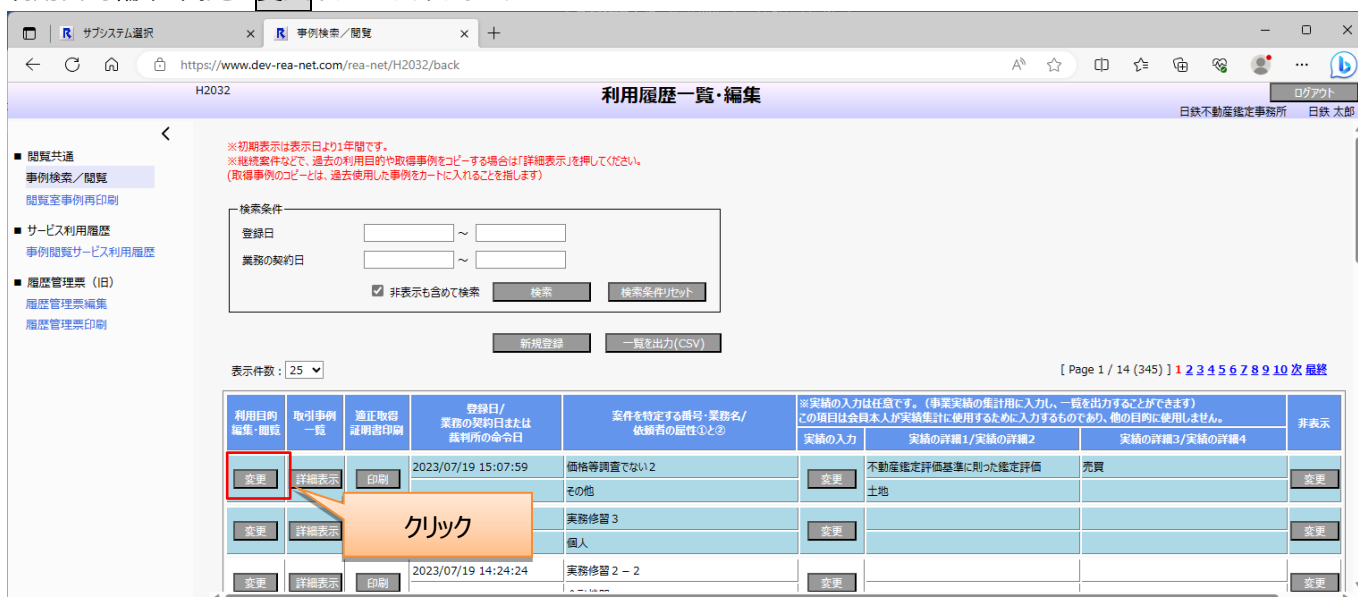 変更
サブシステム選択
事例検索/閲覧
https://www.dev-rea-net.com/rea-net/H2032/back
H2032
利用履歴一覧・編集
ログアウト
日鉄不動産鑑定事務所 日鉄 太郎
■ 閲覧共通
事例検索/閲覧
閲覧室事例再印刷
■ サービス利用履歴
事例閲覧サービス利用履歴
■ 履歴管理票(旧)
履歴管理票編集
履歴管理票印刷
※初期表示は表示日より1年間です。
※継続案件などで、過去の利用目的や取得事例をコピーする場合は「詳細表示」を押してください。
(取得事例のコピーとは、過去使用した事例をカートに入れることを指します)
検索条件
登録日 ~
業務の契約日 ~
非表示も含めて検索 検索 検索条件リセット
新規登録 一覧を出力(CSV)
表示件数: 25
[ Page 1 / 14 (345) ] 1 2 3 4 5 6 7 8 9 10 次 最終
利用目的
編集・閲覧
取引事例
一覧
適正取得
証明書印刷
登録日/
業務の契約日または
裁判所の命令日
案件を特定する番号・業務名/
依頼者の属性①と②
※実績の入力は任意です。(事業実績の集計用に入力し、一覧を出力することができます)
この項目は会員本人が実績集計に使用するために入力するものであり、他の目的に使用しません。
実績の入力 実績の詳細1/実績の詳細2 実績の詳細3/実績の詳細4
非表示
変更 詳細表示 印刷 2023/07/19 15:07:59 価格等調査でない2 変更 不動産鑑定評価基準に則った鑑定評価 売買 変更
その他 土地
変更 詳細表示 実務修習3 変更 変更
個人
クリック
変更 詳細表示 印刷 2023/07/19 14:24:24 実務修習2-2 変更 変更